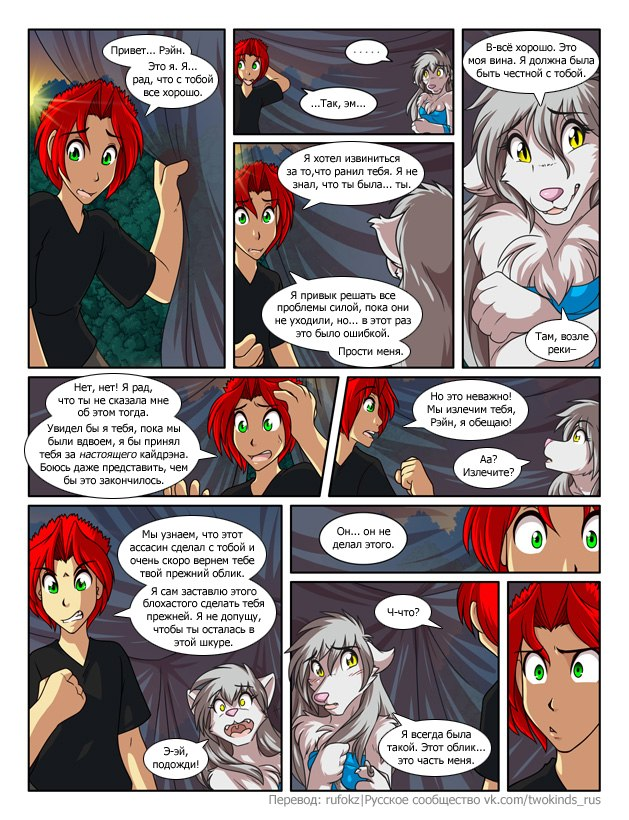 Привет... Рэйн.
Это я. Я...
рад, что с тобой
все хорошо.
. . . . .
...Так, эм...
В-всё хорошо. Это
моя вина. Я должна была
быть честной с тобой.
Я хотел извиниться
за то,что ранил тебя. Я не
знал, что ты была... ты.
Я привык решать все
проблемы силой, пока они
не уходили, но... в этот раз
это было ошибкой.
Прости меня.
Там, возле
реки–
Нет, нет! Я рад,
что ты не сказала мне
об этом тогда.
Увидел бы я тебя, пока мы
были вдвоем, я бы принял
тебя за настоящего кайдрэна.
Боюсь даже представить, чем
бы это закончилось.
Но это неважно!
Мы излечим тебя,
Рэйн, я обещаю!
Аа?
Излечите?
Мы узнаем, что этот
ассасин сделал с тобой и
очень скоро вернем тебе
твой прежний облик.
Я сам заставлю этого
блохастого сделать тебя
прежней. Я не допущу,
чтобы ты осталась в
этой шкуре.
Э-эй,
подожди!
Он... он не
делал этого.
Ч-что?
Я всегда была
такой. Этот облик...
это часть меня.
Перевод: rufokz|Русское сообщество vk.com/twokinds_rus